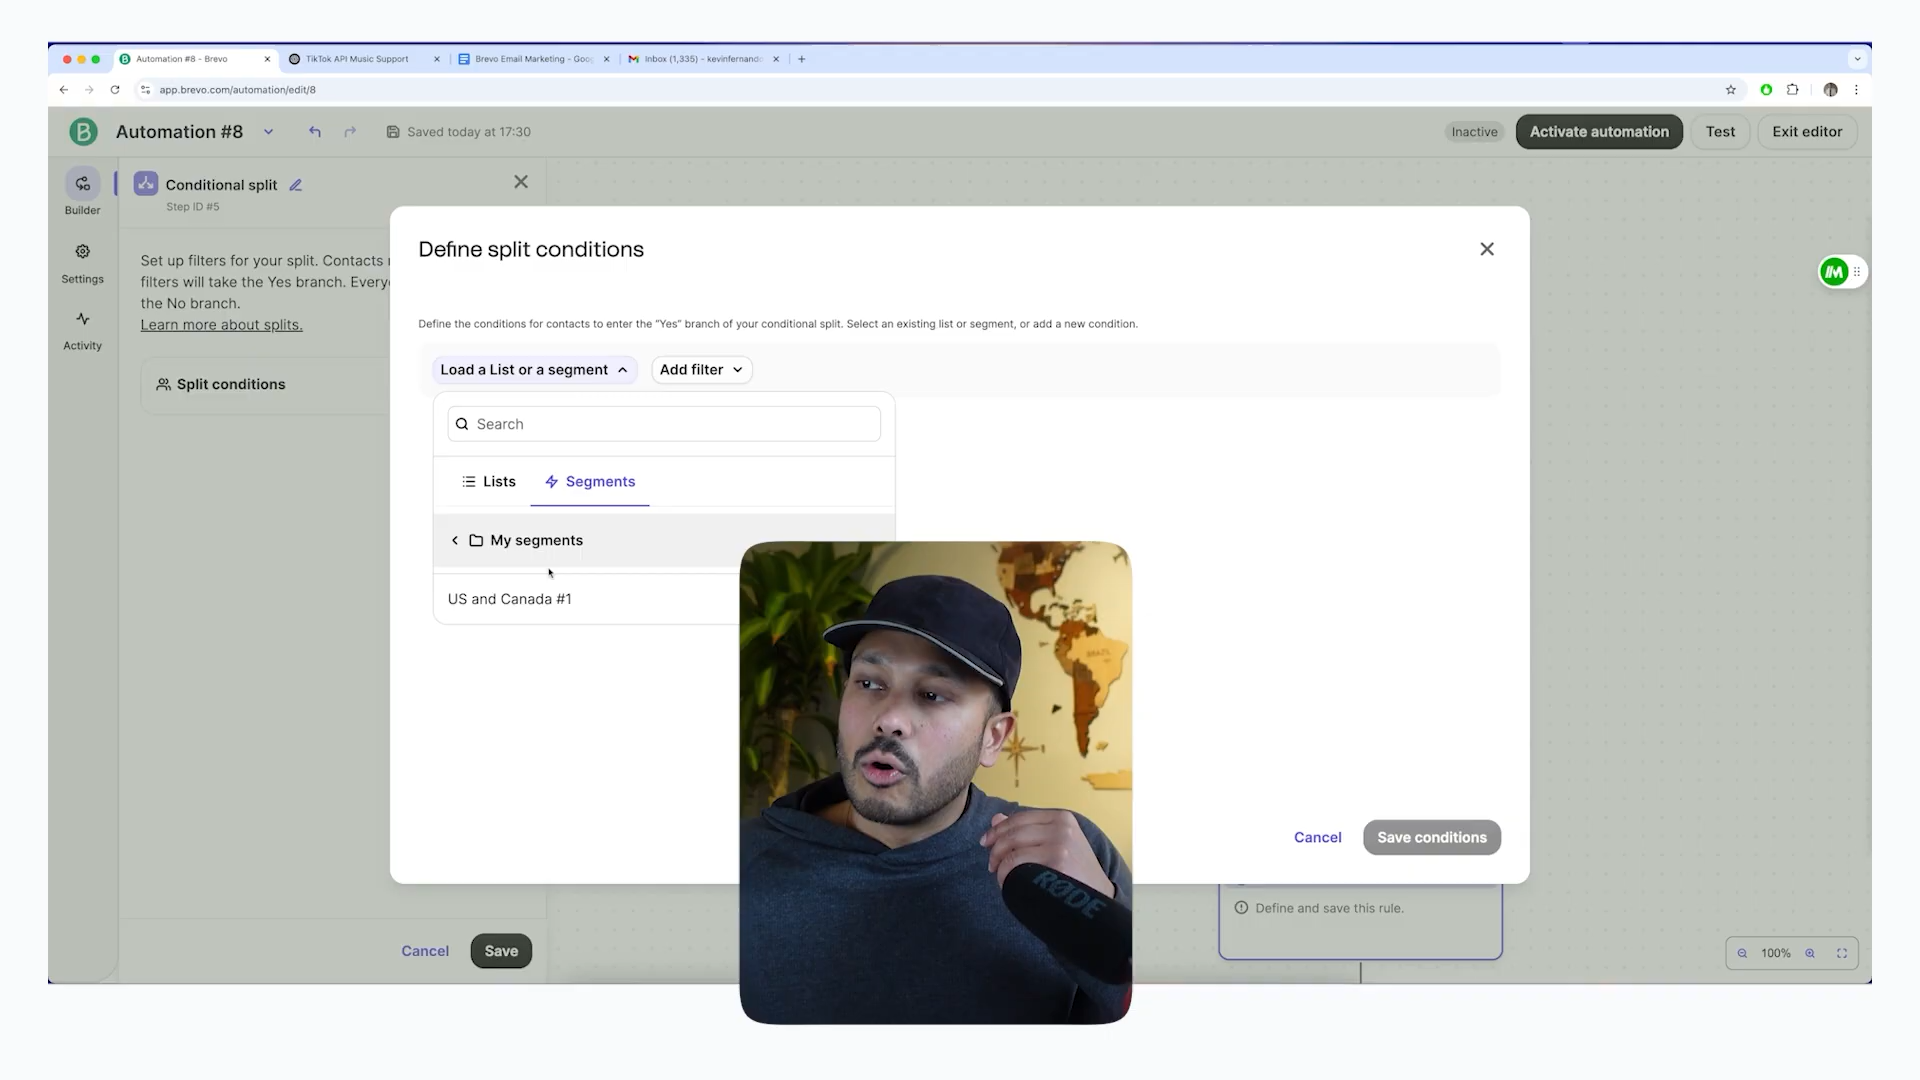 Automation #8 - Brevo
TikTok API Music Support
Brevo Email Marketing - Goo
Inbox (1,335) - kevinfernando
app.brevo.com/automation/edit/8
B
Automation #8
Saved today at 17:30
Inactive
Activate automation
Test
Exit editor
Builder
Settings
Activity
Conditional split
Step ID #5
Set up filters for your split. Contacts
filters will take the Yes branch. Every
the No branch.
Learn more about splits.
Split conditions
Cancel
Save
Define split conditions
Define the conditions for contacts to enter the "Yes" branch of your conditional split. Select an existing list or segment, or add a new condition.
Load a List or a segment
Add filter
Search
Lists
Segments
My segments
US and Canada #1
Cancel
Save conditions
Define and save this rule.
100%
BRAZIL
RØDE